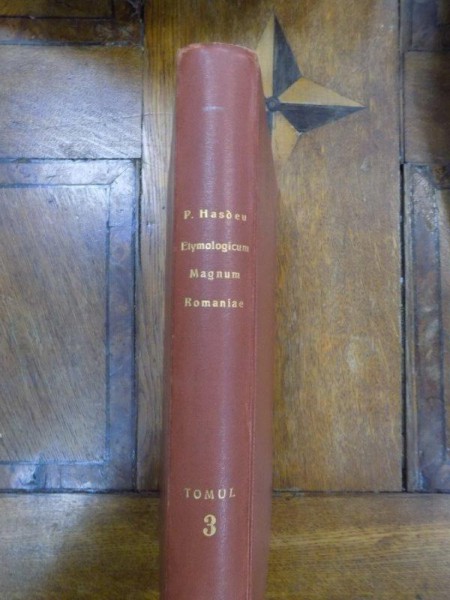 P. Hasdeu
Etymologicum
Magnum
Romaniae
TOMUL
3